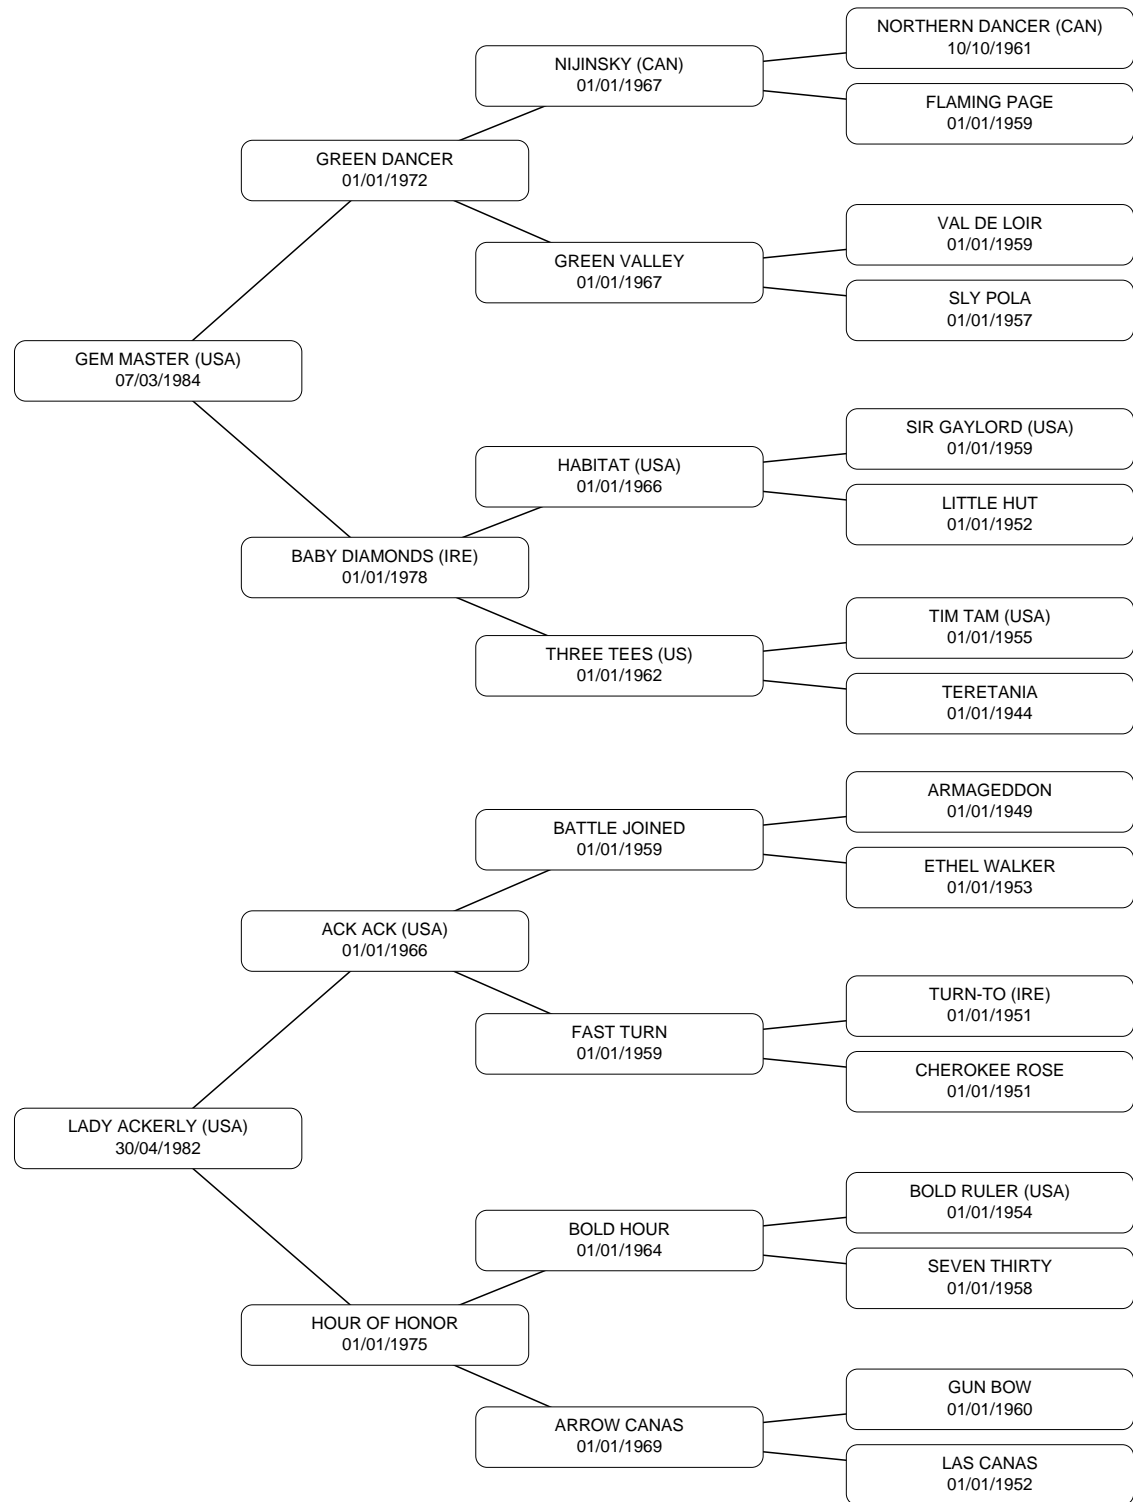 NORTHERN DANCER (CAN)
10/10/1961
NIJINSKY (CAN)
01/01/1967
FLAMING PAGE
01/01/1959
GREEN DANCER
01/01/1972
VAL DE LOIR
01/01/1959
GREEN VALLEY
01/01/1967
SLY POLA
01/01/1957
GEM MASTER (USA)
07/03/1984
SIR GAYLORD (USA)
01/01/1959
HABITAT (USA)
01/01/1966
LITTLE HUT
01/01/1952
BABY DIAMONDS (IRE)
01/01/1978
TIM TAM (USA)
01/01/1955
THREE TEES (US)
01/01/1962
TERETANIA
01/01/1944
ARMAGEDDON
01/01/1949
BATTLE JOINED
01/01/1959
ETHEL WALKER
01/01/1953
ACK ACK (USA)
01/01/1966
TURN-TO (IRE)
01/01/1951
FAST TURN
01/01/1959
CHEROKEE ROSE
01/01/1951
LADY ACKERLY (USA)
30/04/1982
BOLD RULER (USA)
01/01/1954
BOLD HOUR
01/01/1964
SEVEN THIRTY
01/01/1958
HOUR OF HONOR
01/01/1975
GUN BOW
01/01/1960
ARROW CANAS
01/01/1969
LAS CANAS
01/01/1952